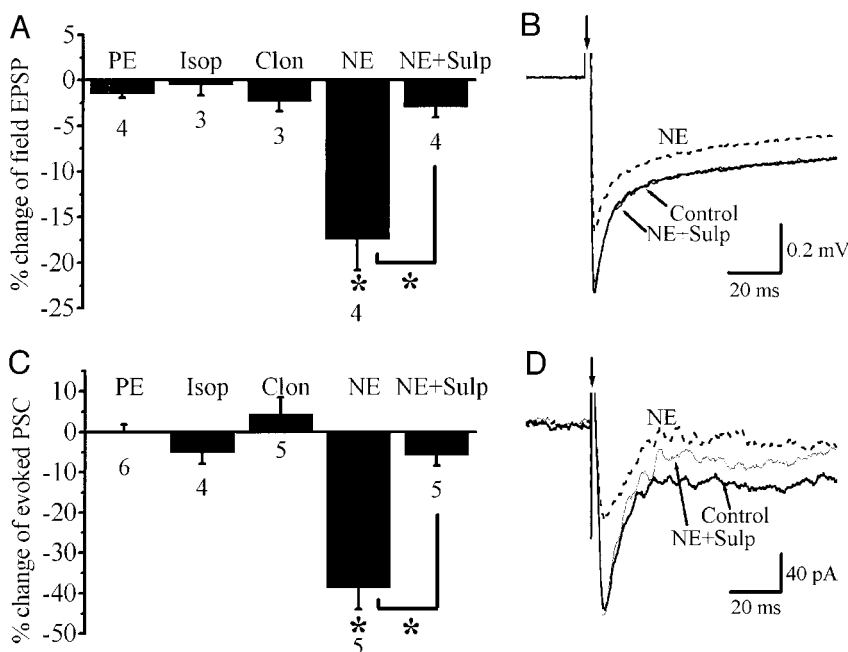 A
% change of field EPSP
5
0
-5
-10
-15
-20
-25
PE Isop Clon NE NE+Sulp
4 3 3 4 4
* *
B
NE
Control
NE+Sulp
0.2 mV
20 ms
C
% change of evoked PSC
10
0
-10
-20
-30
-40
-50
PE Isop Clon NE NE+Sulp
6 4 5 5 5
* *
D
NE
Control
NE+Sulp
40 pA
20 ms